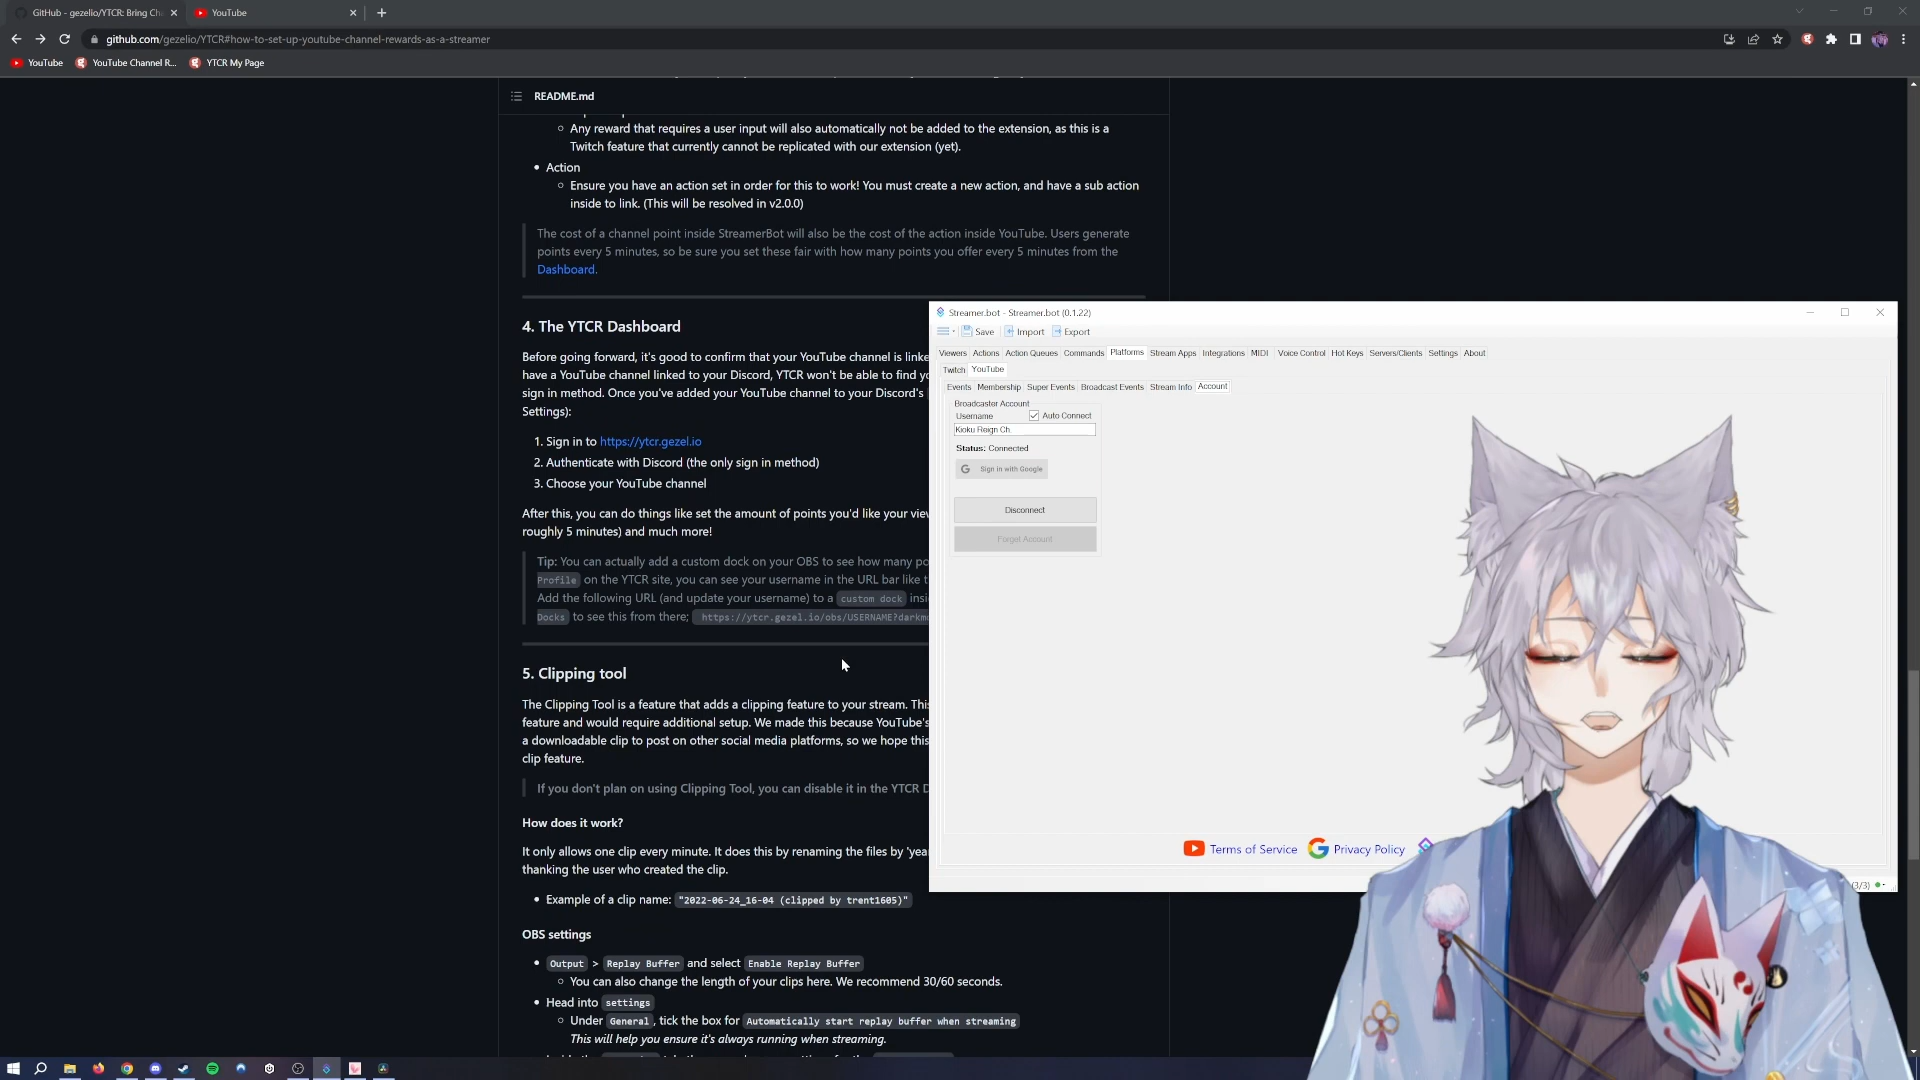 GitHub - gezelio/YTCR: Bring Ch
YouTube
github.com/gezelio/YTCR#how-to-set-up-youtube-channel-rewards-as-a-streamer
YouTube
YouTube Channel R...
YTCR My Page
README.md
Any reward that requires a user input will also automatically not be added to the extension, as this is a
Twitch feature that currently cannot be replicated with our extension (yet).
Action
Ensure you have an action set in order for this to work! You must create a new action, and have a sub action
inside to link. (This will be resolved in v2.0.0)
The cost of a channel point inside StreamerBot will also be the cost of the action inside YouTube. Users generate
points every 5 minutes, so be sure you set these fair with how many points you offer every 5 minutes from the
Dashboard.
4. The YTCR Dashboard
Before going forward, it's good to confirm that your YouTube channel is linke
have a YouTube channel linked to your Discord, YTCR won't be able to find yo
sign in method. Once you've added your YouTube channel to your Discord's
Settings):
1. Sign in to https://ytcr.gezel.io
2. Authenticate with Discord (the only sign in method)
3. Choose your YouTube channel
After this, you can do things like set the amount of points you'd like your view
roughly 5 minutes) and much more!
Tip: You can actually add a custom dock on your OBS to see how many po
Profile on the YTCR site, you can see your username in the URL bar like t
Add the following URL (and update your username) to a custom dock insi
Docks to see this from there; https://ytcr.gezel.io/obs/USERNAME?darkm
5. Clipping tool
The Clipping Tool is a feature that adds a clipping feature to your stream. This
feature and would require additional setup. We made this because YouTube's
a downloadable clip to post on other social media platforms, so we hope this
clip feature.
If you don't plan on using Clipping Tool, you can disable it in the YTCR D
How does it work?
It only allows one clip every minute. It does this by renaming the files by 'year
thanking the user who created the clip.
Example of a clip name: "2022-06-24_16-04 (clipped by trent1605)"
OBS settings
Output > Replay Buffer and select Enable Replay Buffer
You can also change the length of your clips here. We recommend 30/60 seconds.
Head into settings
Under General, tick the box for Automatically start replay buffer when streaming
This will help you ensure it's always running when streaming.
Streamer.bot - Streamer.bot (0.1.22)
Save Import Export
Viewers Actions Action Queues Commands Platforms Stream Apps Integrations MIDI Voice Control Hot Keys Servers/Clients Settings About
Twitch YouTube
Events Membership Super Events Broadcast Events Stream Info Account
Broadcaster Account
Username Auto Connect
Kioku Reign Ch.
Status: Connected
Sign in with Google
Disconnect
Forget Account
Terms of Service Privacy Policy
(3/3)